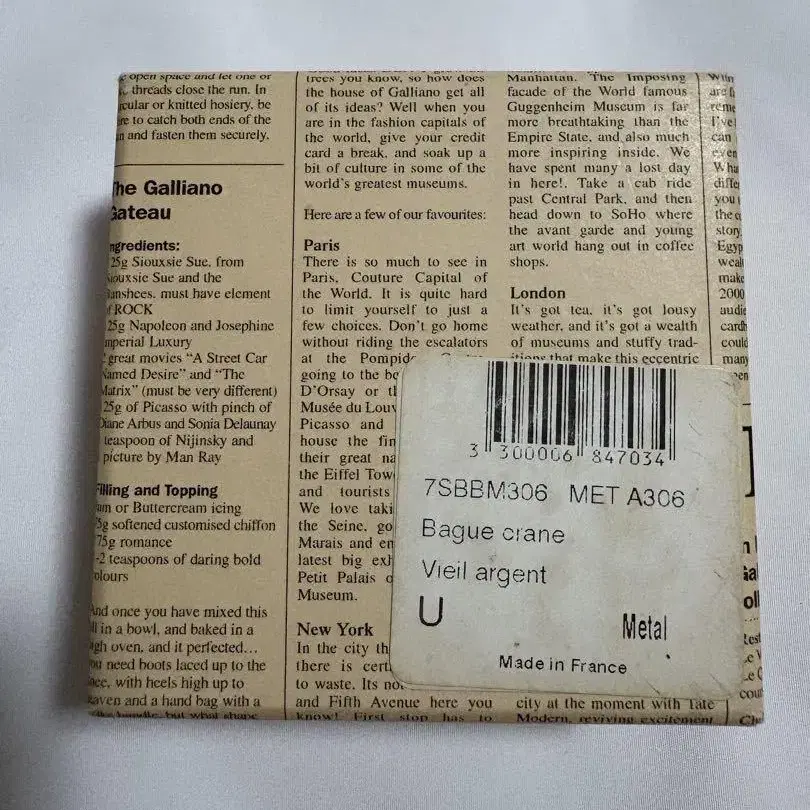 open space and let one or
threads close the run. In
cular or knitted hosiery, be
re to catch both ends of the
n and fasten them securely.
The Galliano
Gateau
ngredients:
25g Siouxsie Sue, from
iouxsie Sue and the
anshees, must have element
f ROCK
25g Napoleon and Josephine
mperial Luxury
great movies “A Street Car
Named Desire” and “The
Matrix” (must be very different)
25g of Picasso with pinch of
Diane Arbus and Sonia Delaunay
teaspoon of Nijinsky and
picture by Man Ray
Filling and Topping
um or Buttercream icing
5g softened customised chiffon
75g romance
-2 teaspoons of daring bold
olours
And once you have mixed this
ll in a bowl, and baked in a
gh oven, and it perfected…
ou need boots laced up to the
nee, with heels high up to
eaven and a hand bag with a
bundle, but what shape
trees you know, so how does
the house of Galliano get all
of its ideas? Well when you
are in the fashion capitals of
the world, give your credit
card a break, and soak up a
bit of culture in some of the
world's greatest museums.
Here are a few of our favourites:
Paris
There is so much to see in
Paris, Couture Capital of
the World. It is quite hard
to limit yourself to just a
few choices. Don't go home
without riding the escalators
at the Pompid
going to the be
D'Orsay or t
Musée du Louv
Picasso and
house the fin
their great na
the Eiffel Tow
and tourists
We love taki
the Seine, go
Marais and en
latest big ex
Petit Palais o
Museum.
New York
In the city th
there is cert
to waste. Its no
and Fifth Avenue here you
know! First stop has to
Manhattan. The Imposing
facade of the World famous
Guggenheim Museum is far
more breathtaking than the
Empire State, and also much
more inspiring inside. We
have spent many a lost day
in here!. Take a cab ride
past Central Park, and then
head down to SoHo where
the avant garde and young
art world hang out in coffee
shops.
London
It's got tea, it's got lousy
weather, and it's got a wealth
of museums and stuffy trad-
itions that make this eccentric
city at the moment with Tate
Modern, reviving excitement
3 300006 847034
7SBBM306 MET A306
Bague crane
Vieil argent
U
Metal
Made in France